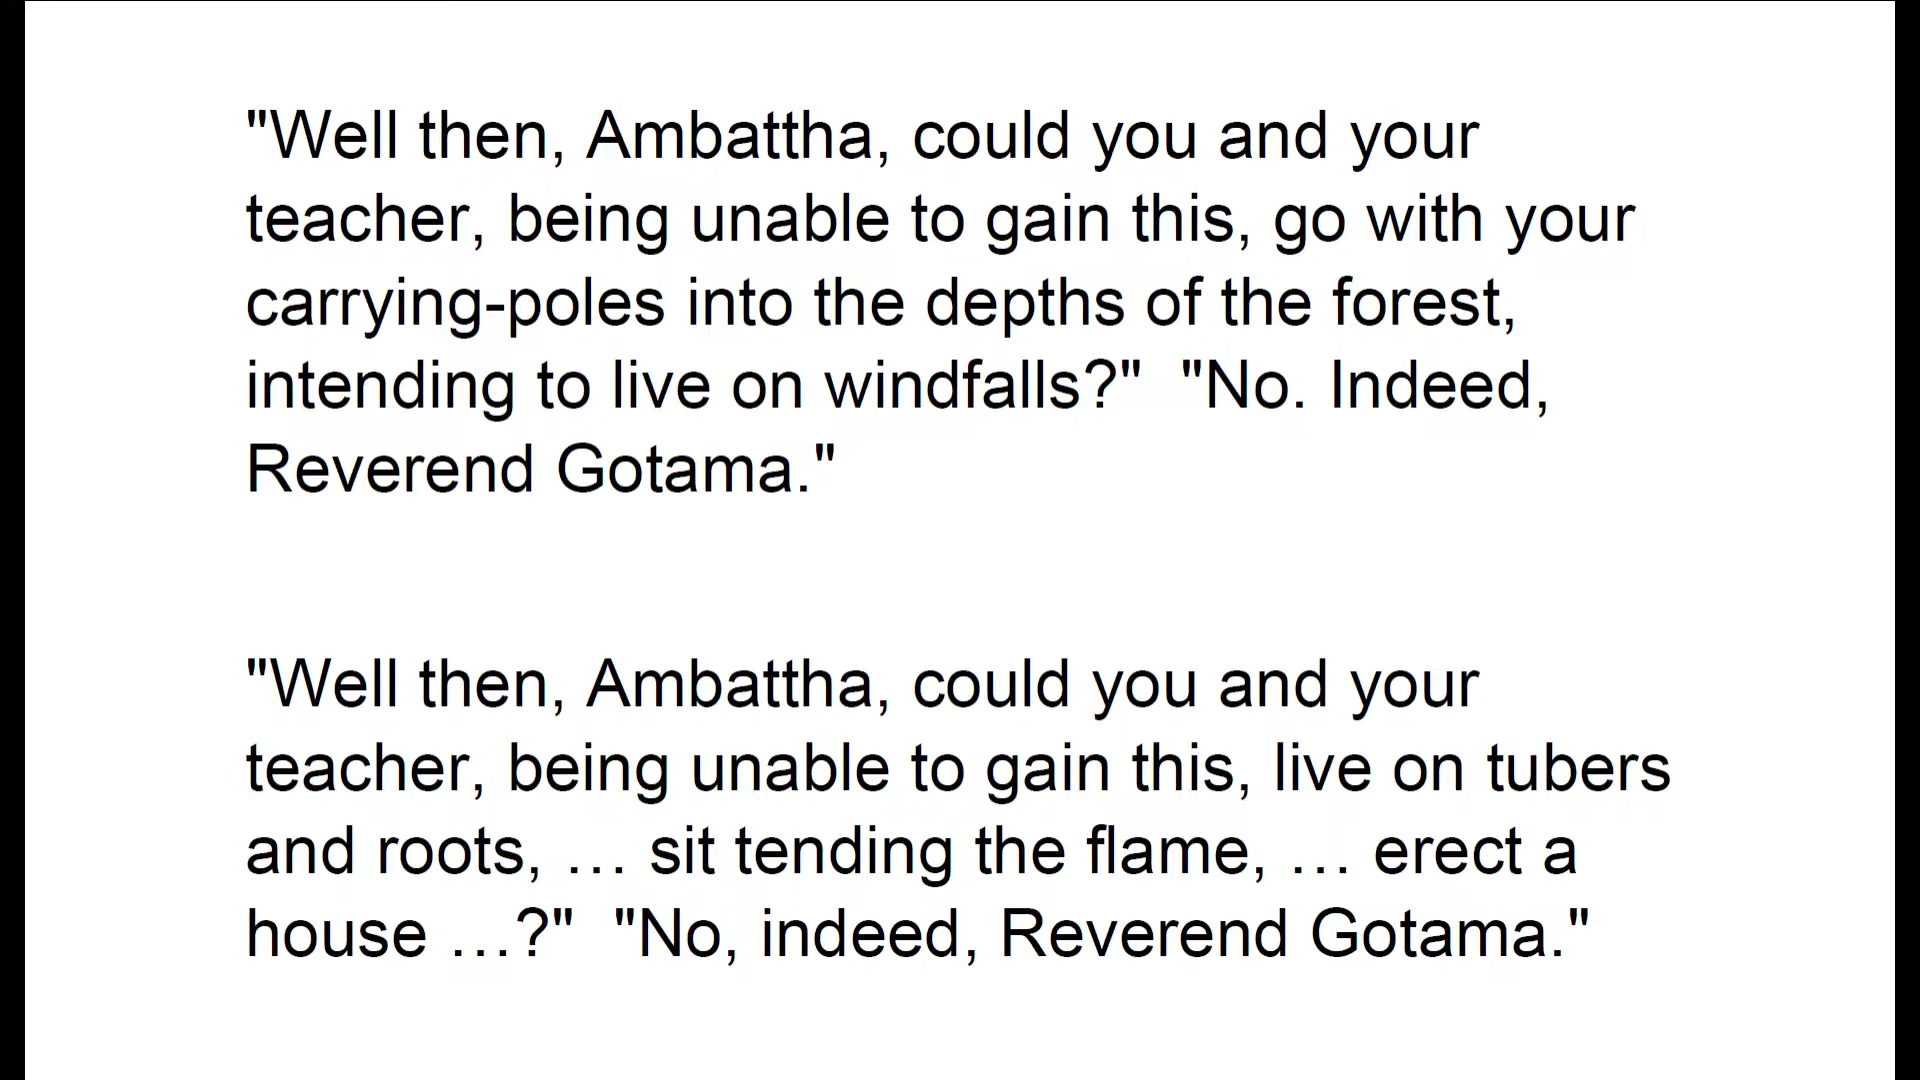 "Well then, Ambattha, could you and your
teacher, being unable to gain this, go with your
carrying-poles into the depths of the forest,
intending to live on windfalls?"  "No. Indeed,
Reverend Gotama."
"Well then, Ambattha, could you and your
teacher, being unable to gain this, live on tubers
and roots, … sit tending the flame, … erect a
house …?"  "No, indeed, Reverend Gotama."